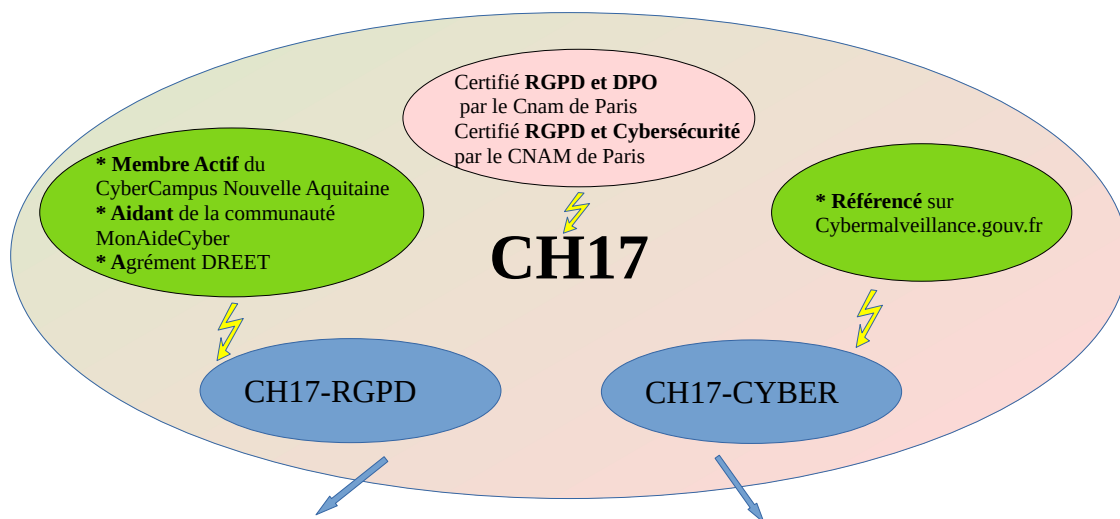 Certifié RGPD et DPO
par le Cnam de Paris
Certifié RGPD et Cybersécurité
par le CNAM de Paris
* Membre Actif du
CyberCampus Nouvelle Aquitaine
* Aidant de la communauté
MonAideCyber
* Agrément DREET
* Référencé sur
Cybermalveillance.gouv.fr
CH17
CH17-RGPD
CH17-CYBER